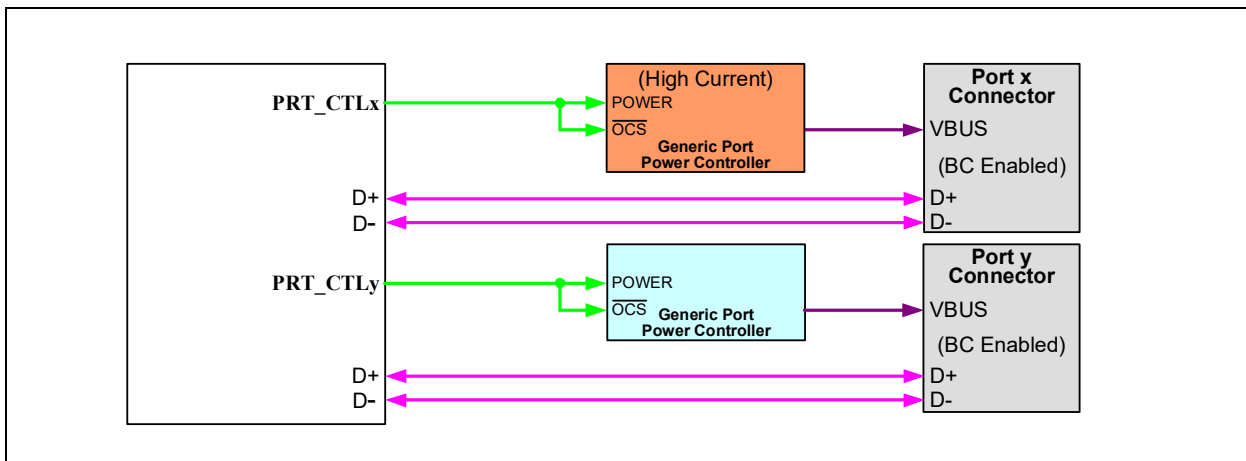 PRT_CTLx
D+
D-
PRT_CTLy
D+
D-
(High Current)
POWER
OCS
Generic Port
Power Controller
POWER
OCS
Generic Port
Power Controller
Port x
Connector
VBUS
(BC Enabled)
D+
D-
Port y
Connector
VBUS
(BC Enabled)
D+
D-